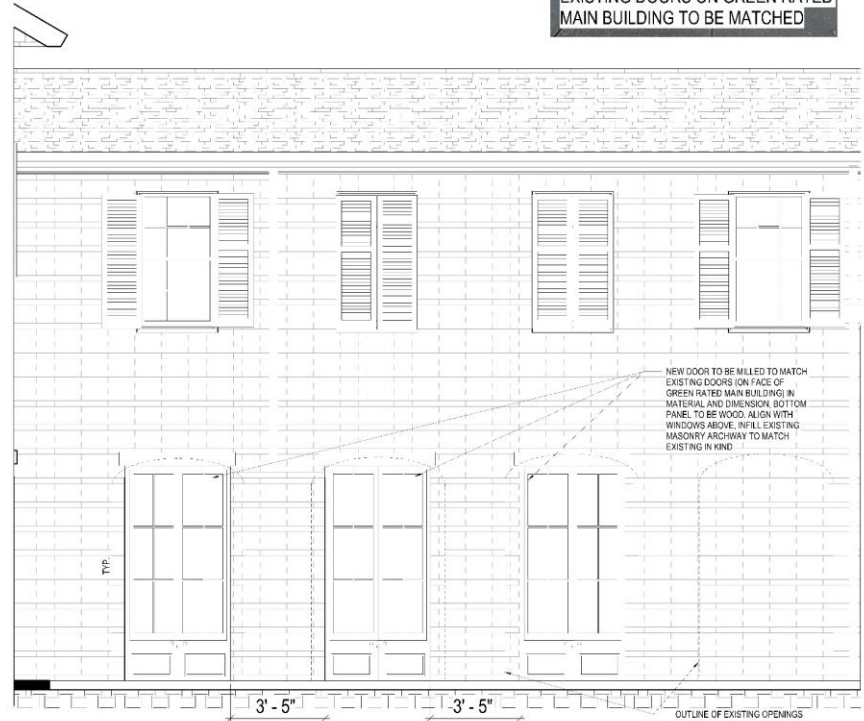 EXISTING DOORS ON GREEN RATED
MAIN BUILDING TO BE MATCHED
NEW DOOR TO BE MILLED TO MATCH
EXISTING DOORS (ON FACE OF
GREEN RATED MAIN BUILDING) IN
MATERIAL AND DIMENSION, BOTTOM
PANEL TO BE WOOD. ALIGN WITH
WINDOWS ABOVE, INFILL EXISTING
MASONRY ARCHWAY TO MATCH
EXISTING IN KIND
TYP.
3' - 5"
3' - 5"
OUTLINE OF EXISTING OPENINGS